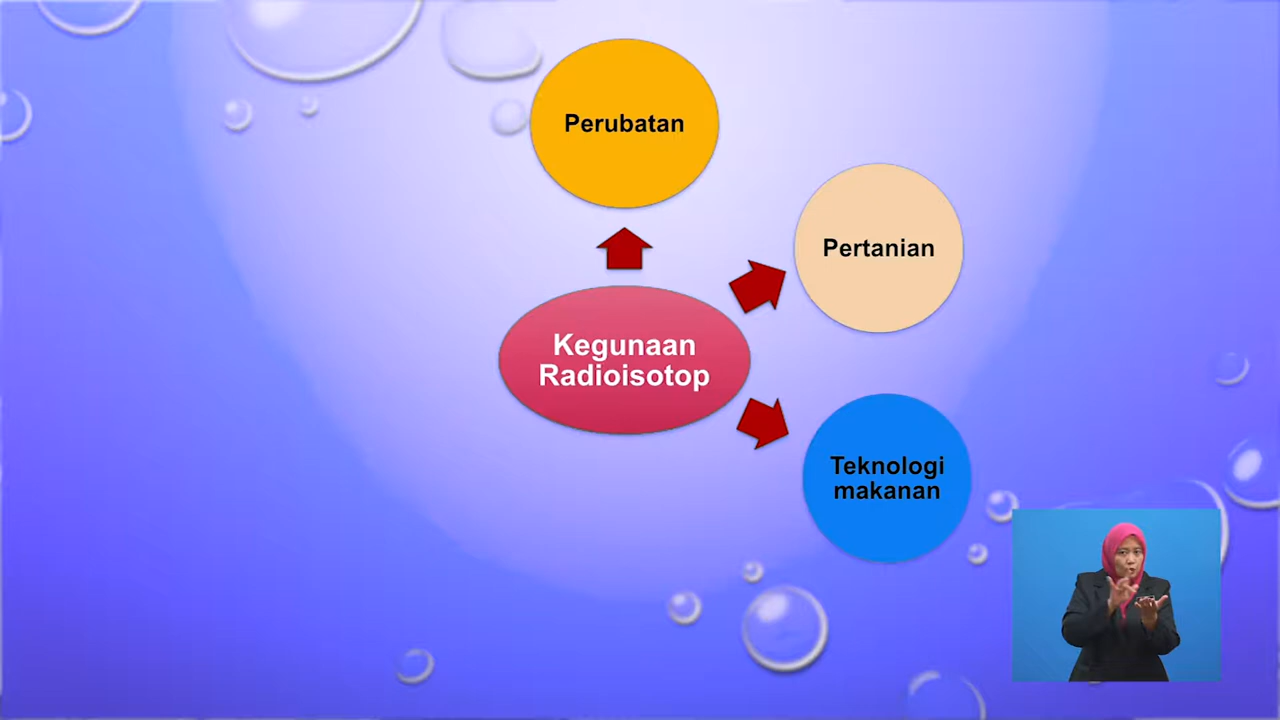 Perubatan
Pertanian
Kegunaan
Radioisotop
Teknologi
makanan